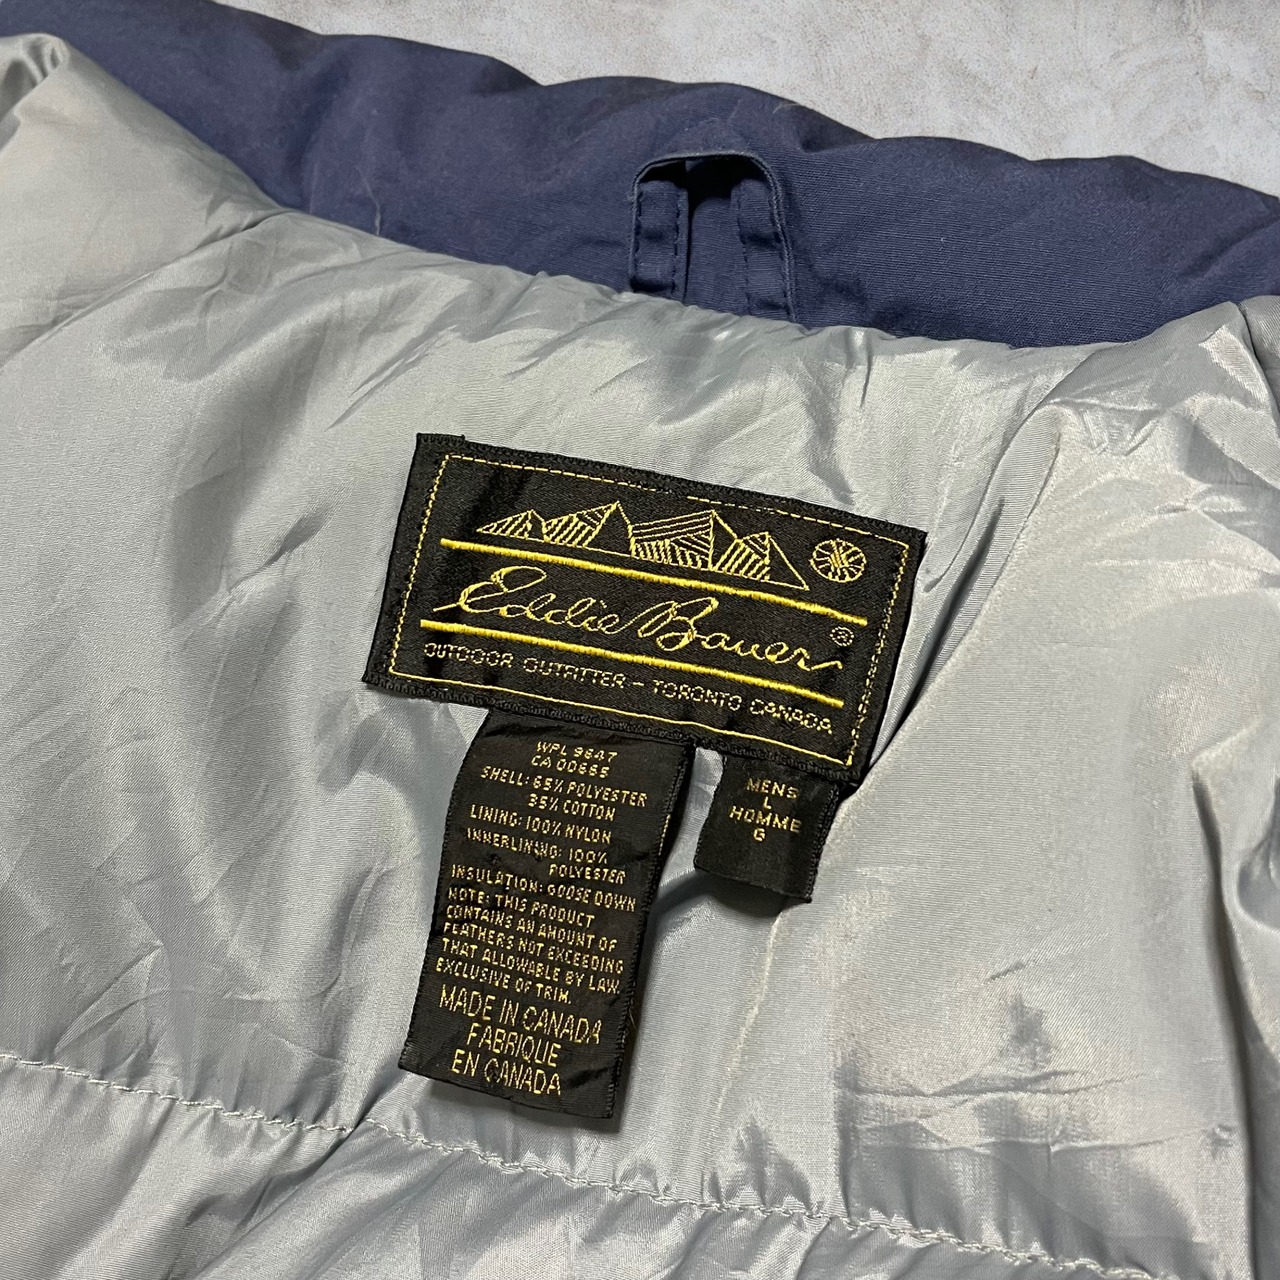 Eddie Bauer ®
OUTDOOR OUTFITTER – TORONTO CANADA
WPL 9647
CA 00665
SHELL: 65% POLYESTER
35% COTTON
LINING: 100% NYLON
INNERLINING: 100%
POLYESTER
INSULATION: GOOSE DOWN
NOTE: THIS PRODUCT
CONTAINS AN AMOUNT OF
FEATHERS NOT EXCEEDING
THAT ALLOWABLE BY LAW.
EXCLUSIVE OF TRIM.
MADE IN CANADA
FABRIQUE
EN CANADA
MENS
L
HOMME
G